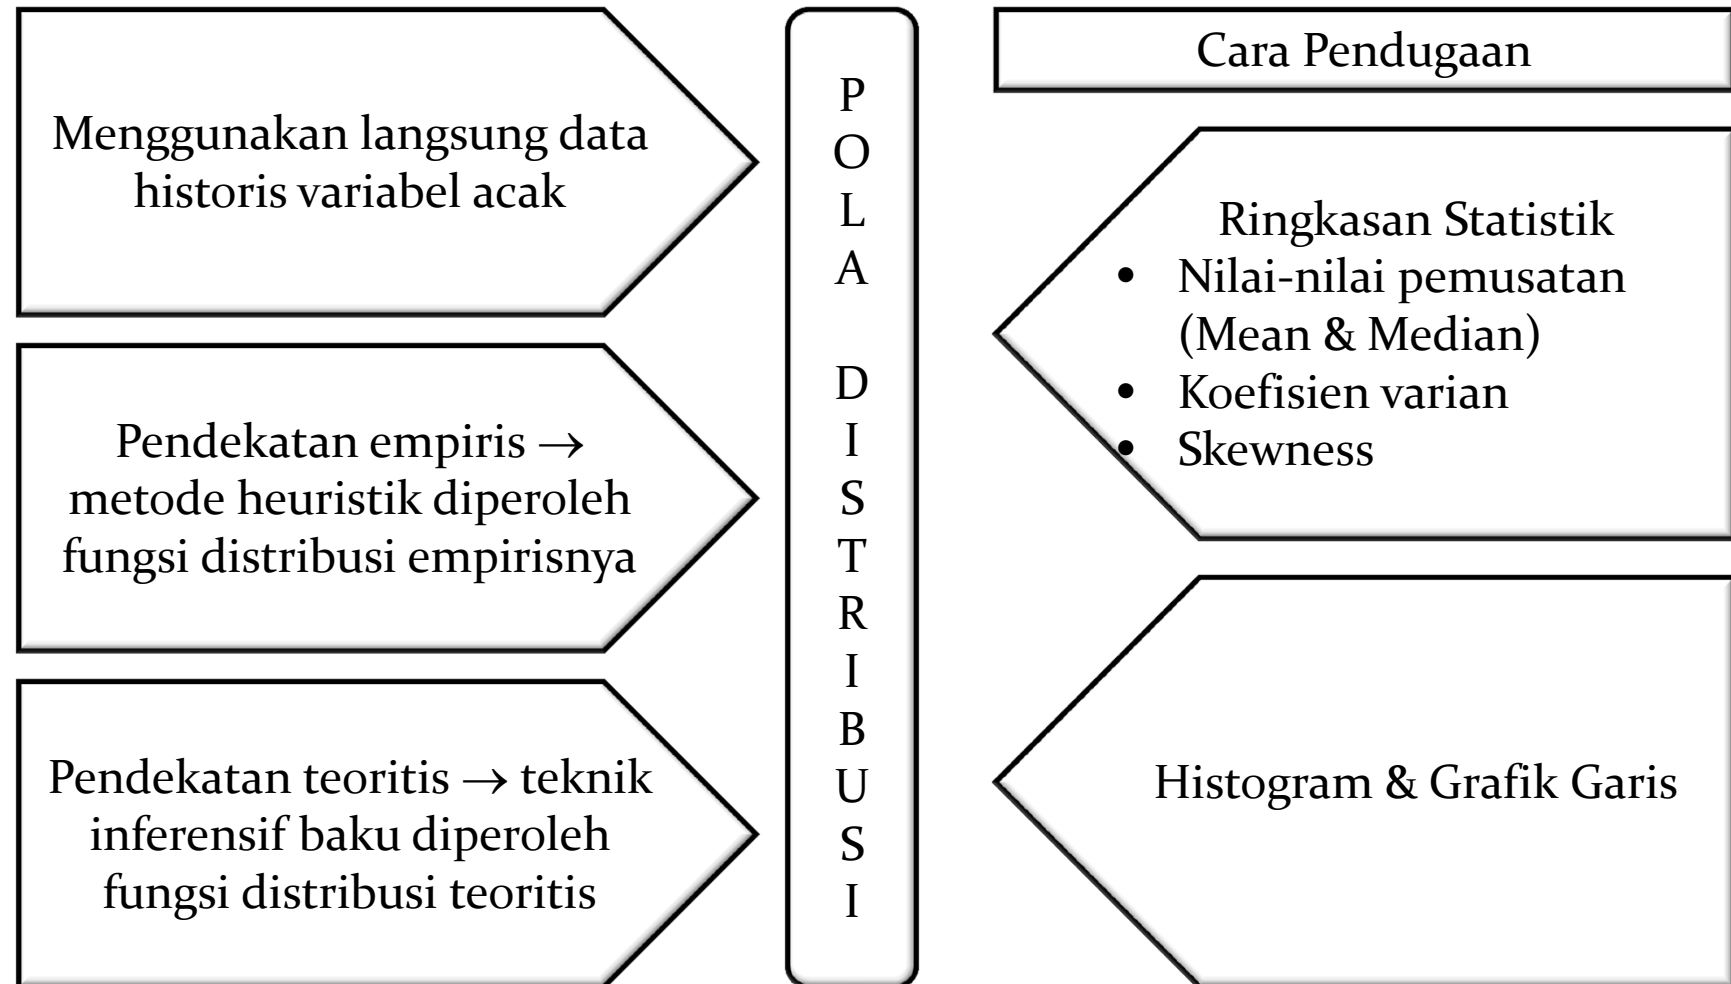 Menggunakan langsung data
historis variabel acak
Pendekatan empiris →
metode heuristik diperoleh
fungsi distribusi empirisnya
Pendekatan teoritis → teknik
inferensif baku diperoleh
fungsi distribusi teoritis
P
O
L
A
D
I
S
T
R
I
B
U
S
I
Cara Pendugaan
Ringkasan Statistik
• Nilai-nilai pemusatan
(Mean & Median)
• Koefisien varian
• Skewness
Histogram & Grafik Garis